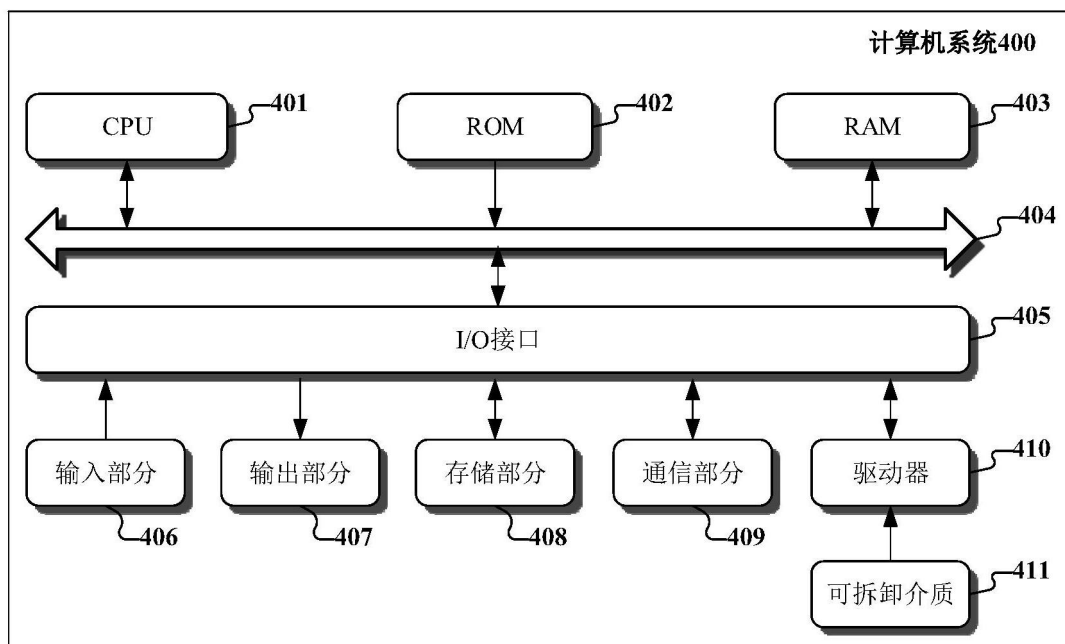 计算机系统400
CPU
401
ROM
402
RAM
403
404
I/O接口
405
输入部分
406
输出部分
407
存储部分
408
通信部分
409
驱动器
410
可拆卸介质
411